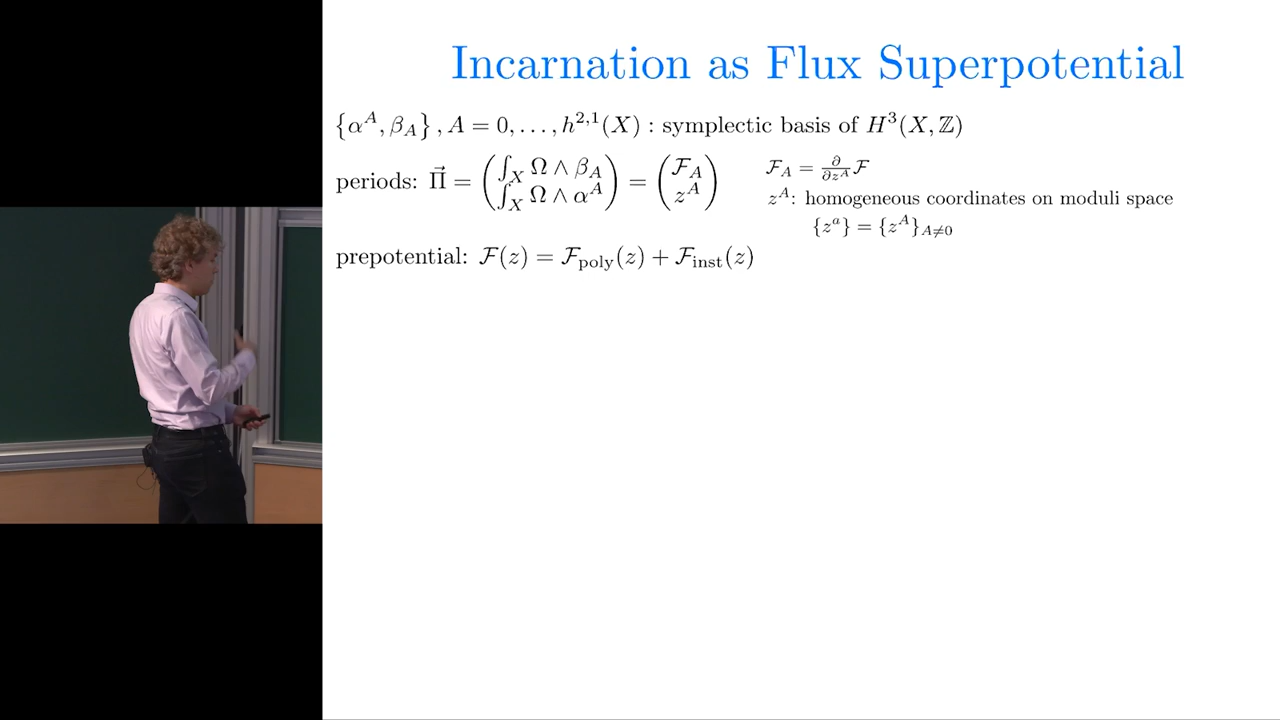 Incarnation as Flux Superpotential
{α^A, β_A}, A = 0, …, h^{2,1}(X) : symplectic basis of H^3(X, ℤ)
periods: Π⃗ = (∫_X Ω ∧ β_A ; ∫_X Ω ∧ α^A) = (ℱ_A ; z^A)
ℱ_A = ∂/∂z^A ℱ
z^A: homogeneous coordinates on moduli space
{z^a} = {z^A}_{A≠0}
prepotential: ℱ(z) = ℱ_poly(z) + ℱ_inst(z)